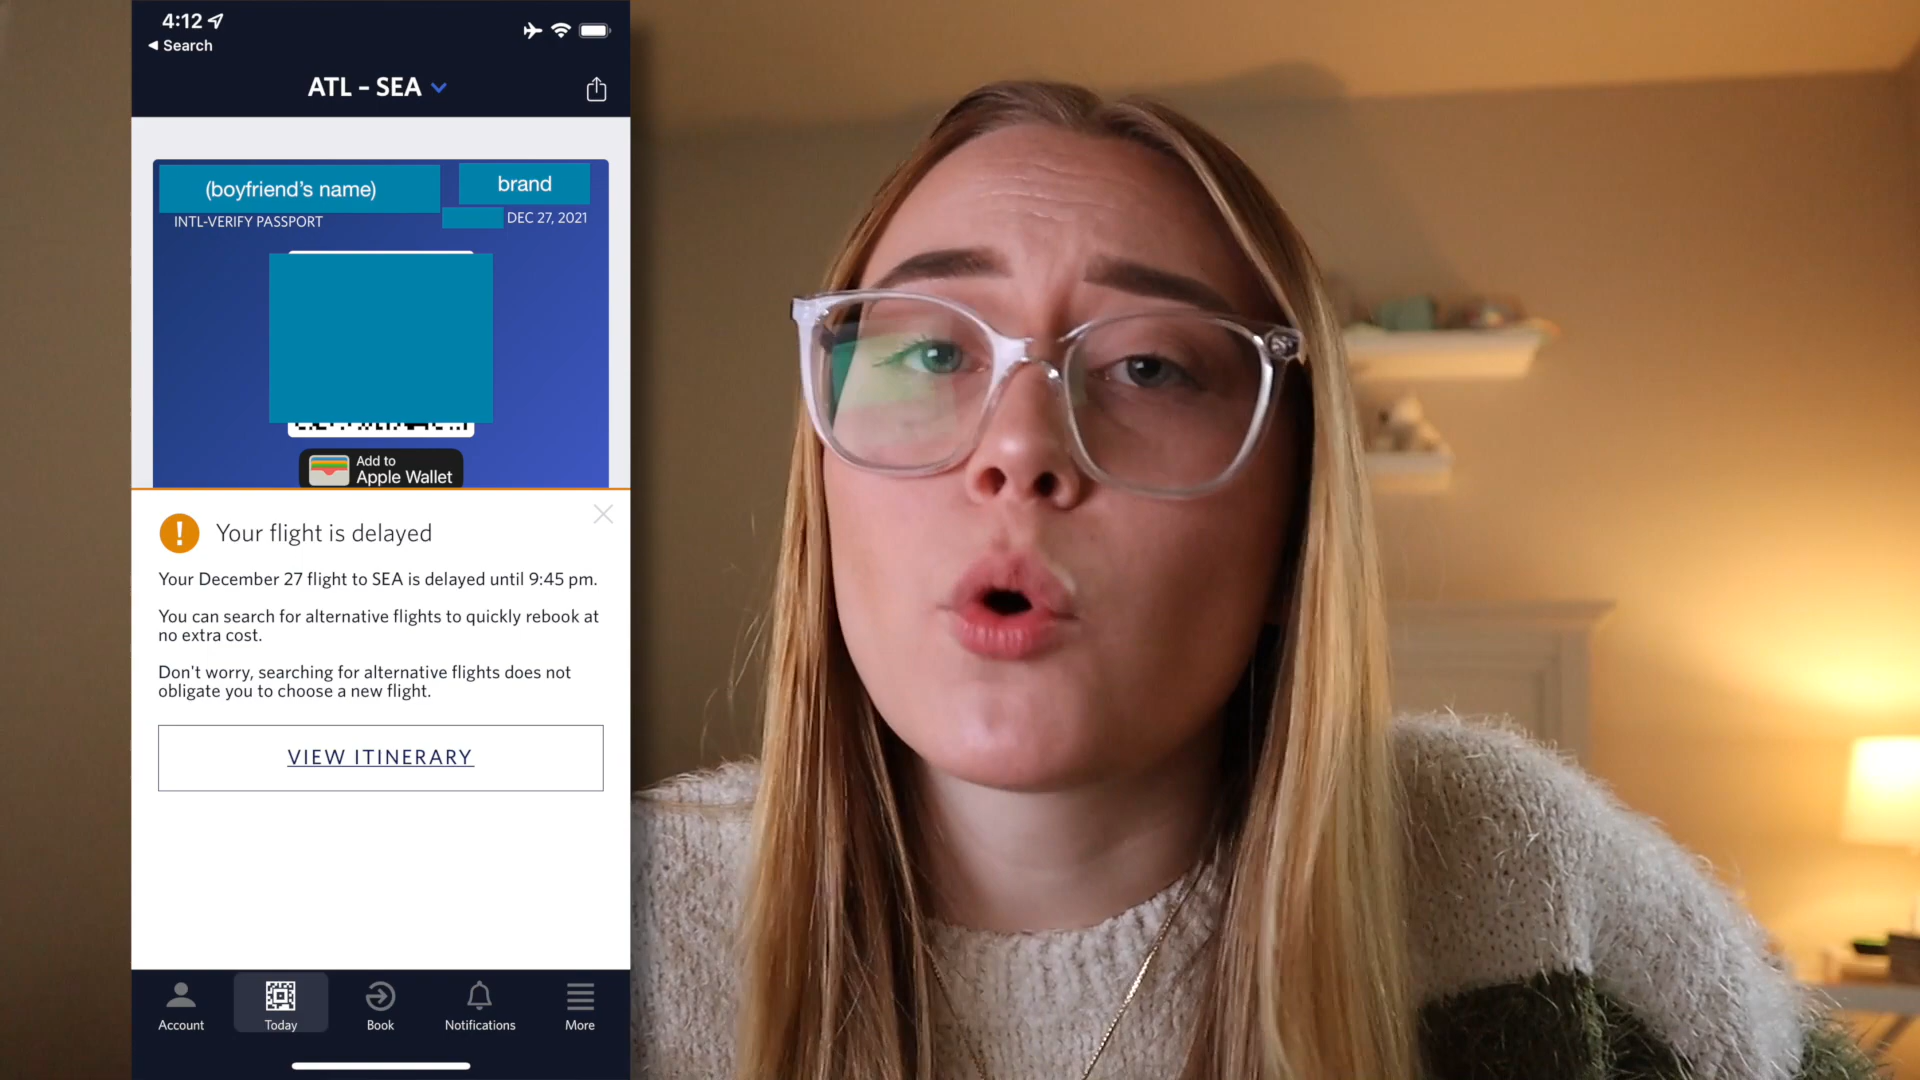 4:12
◀ Search
ATL – SEA
(boyfriend's name)
brand
INTL-VERIFY PASSPORT
DEC 27, 2021
Add to
Apple Wallet
Your flight is delayed
Your December 27 flight to SEA is delayed until 9:45 pm.
You can search for alternative flights to quickly rebook at
no extra cost.
Don't worry, searching for alternative flights does not
obligate you to choose a new flight.
VIEW ITINERARY
Account
Today
Book
Notifications
More